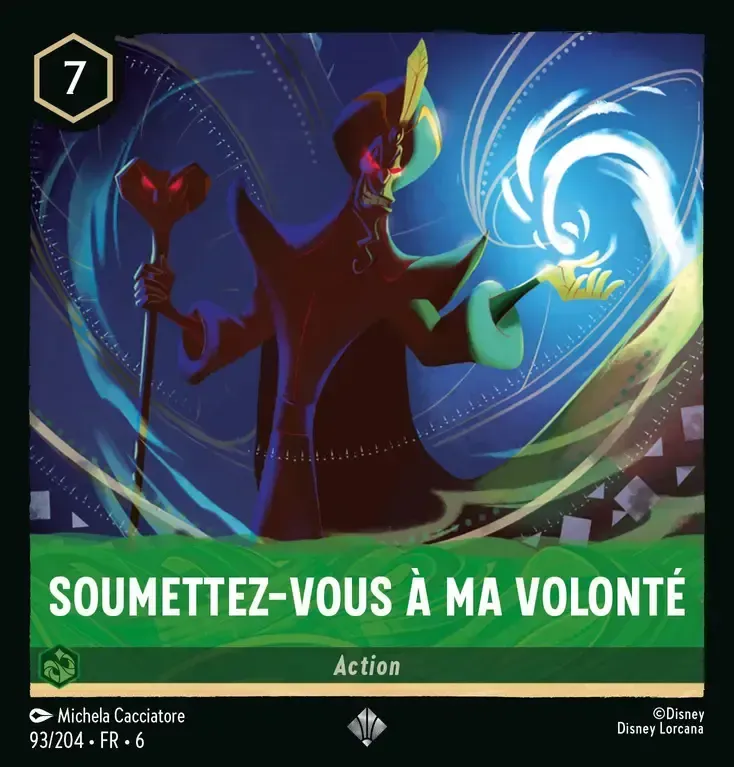 7
SOUMETTEZ-VOUS À MA VOLONTÉ
Action
Michela Cacciatore
©Disney
93/204 • FR • 6
Disney Lorcana